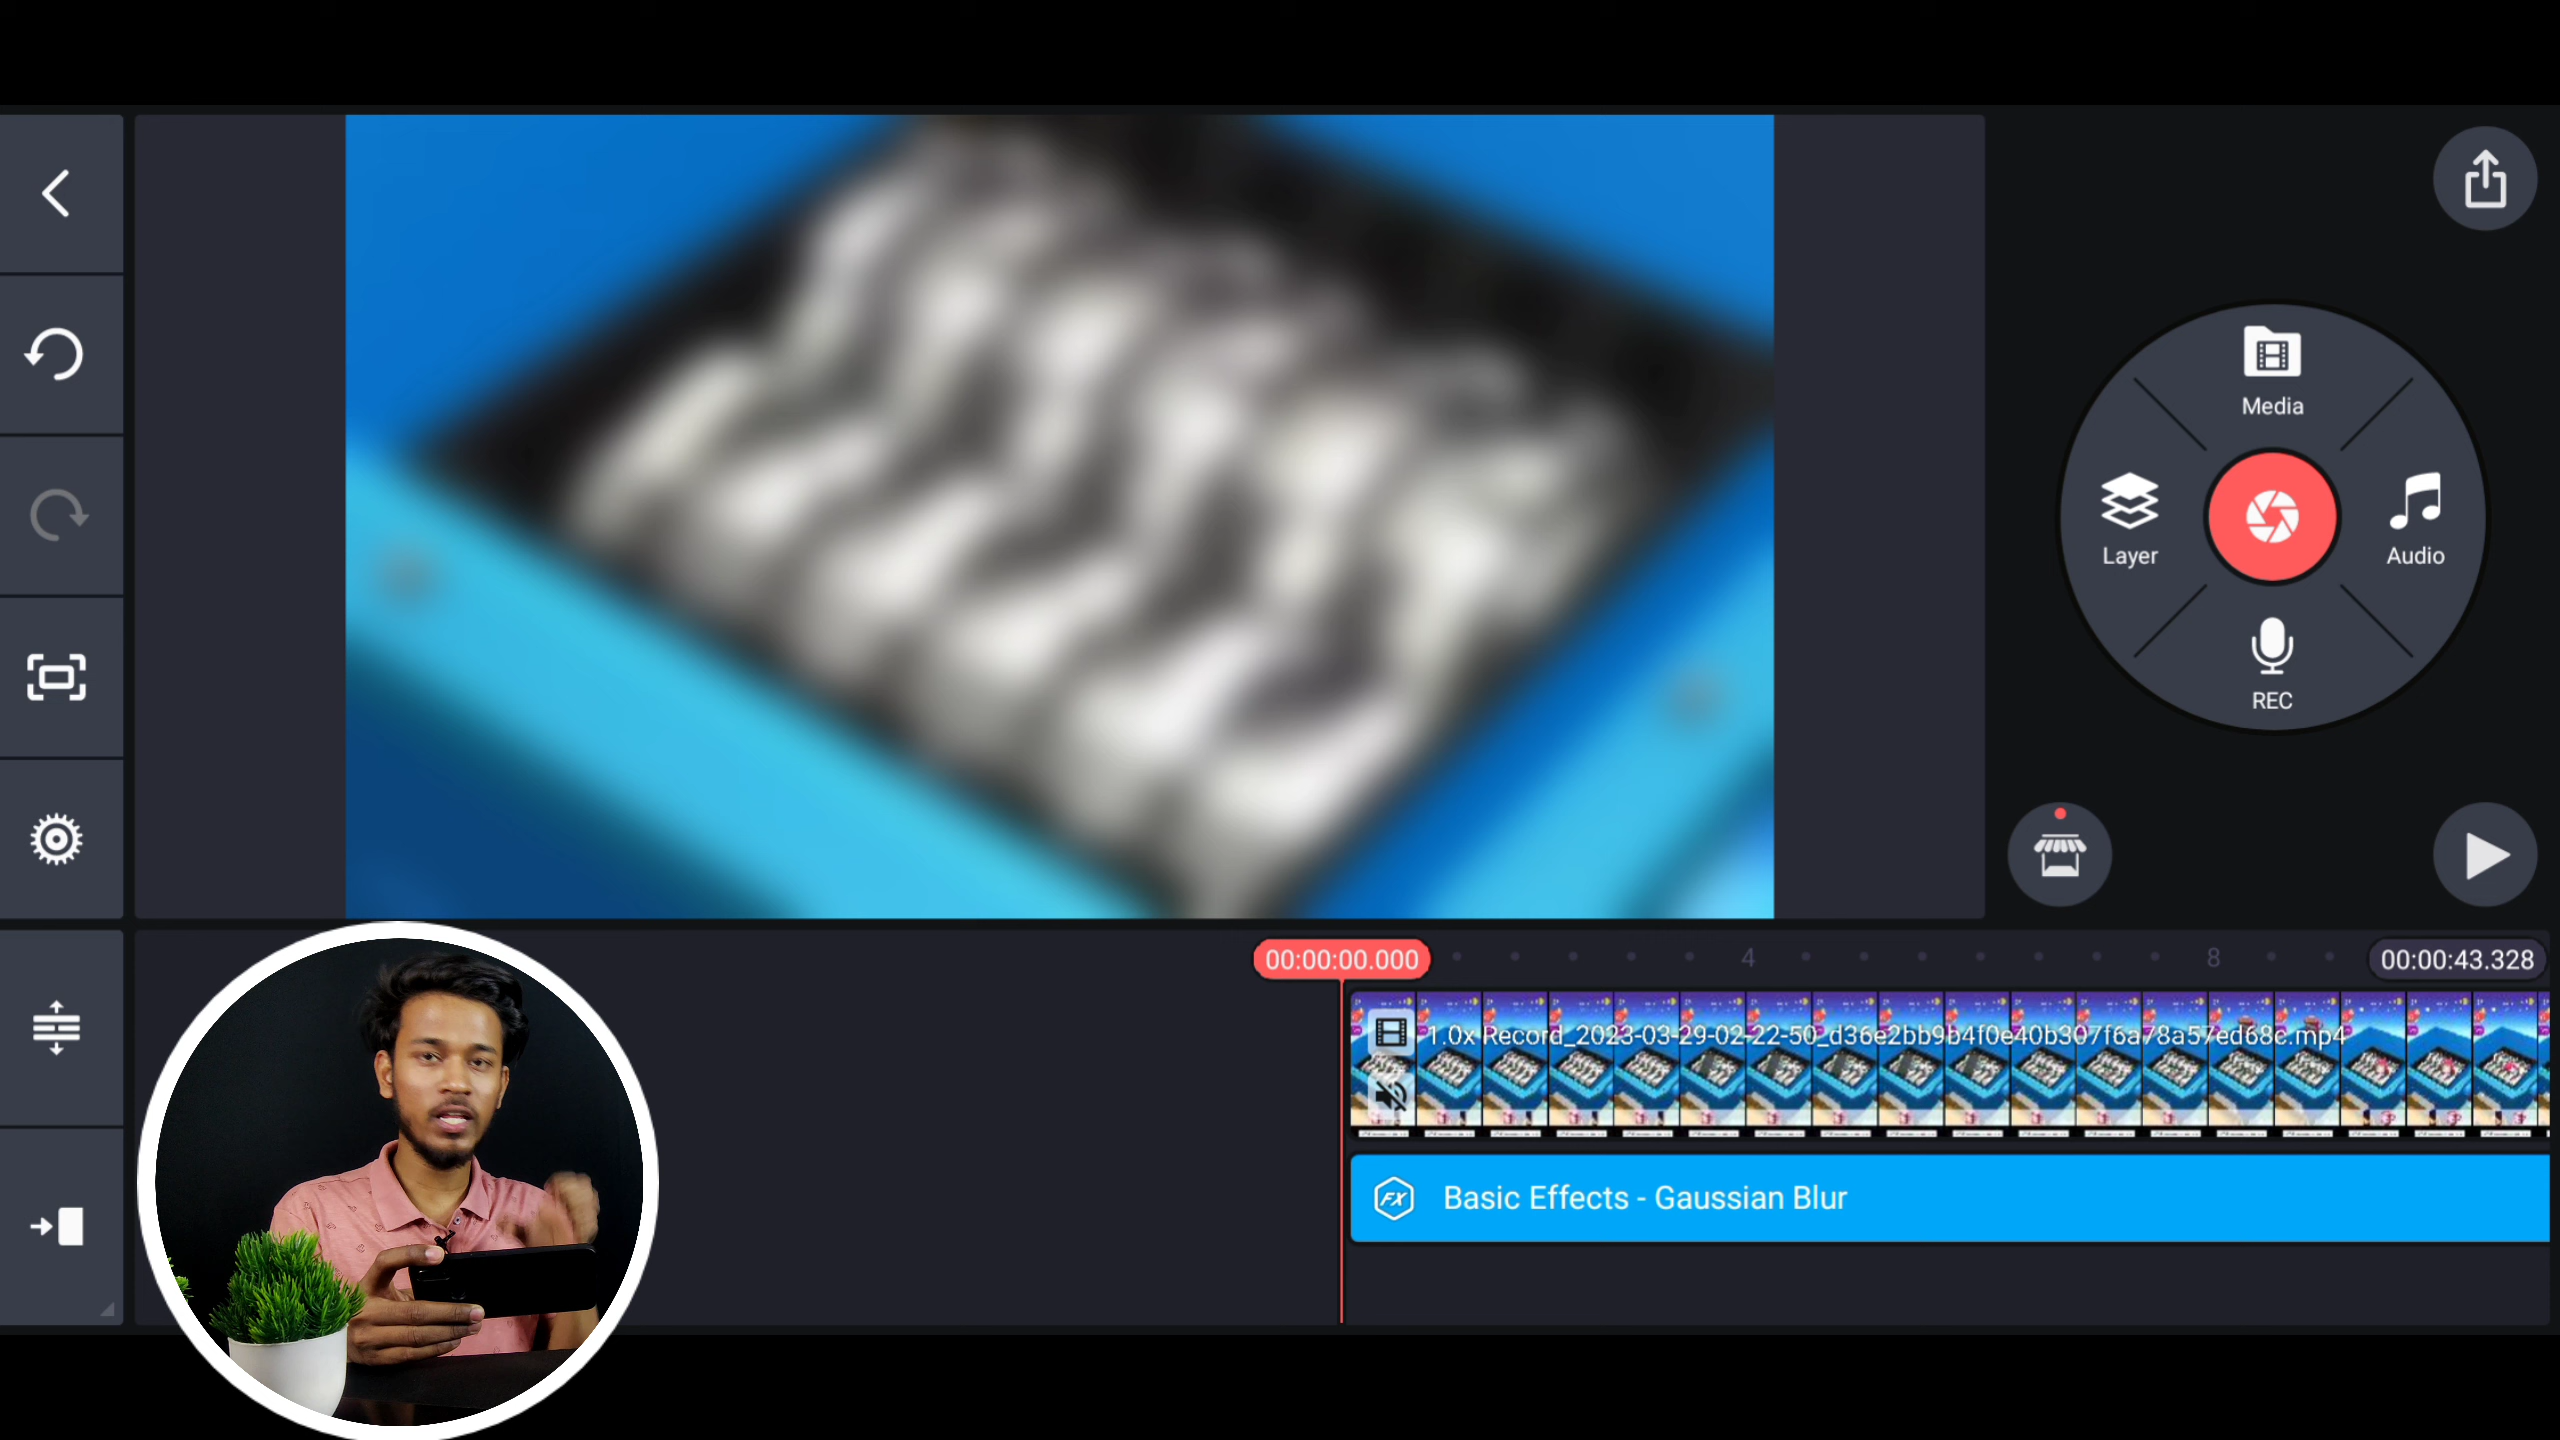 Media
Layer
Audio
REC
00:00:00.000
4
8
00:00:43.328
1.0x Record_2023-03-29-02-22-50_d36e2bb9b4f0e40b307f6a78a57ed68c.mp4
FX Basic Effects - Gaussian Blur